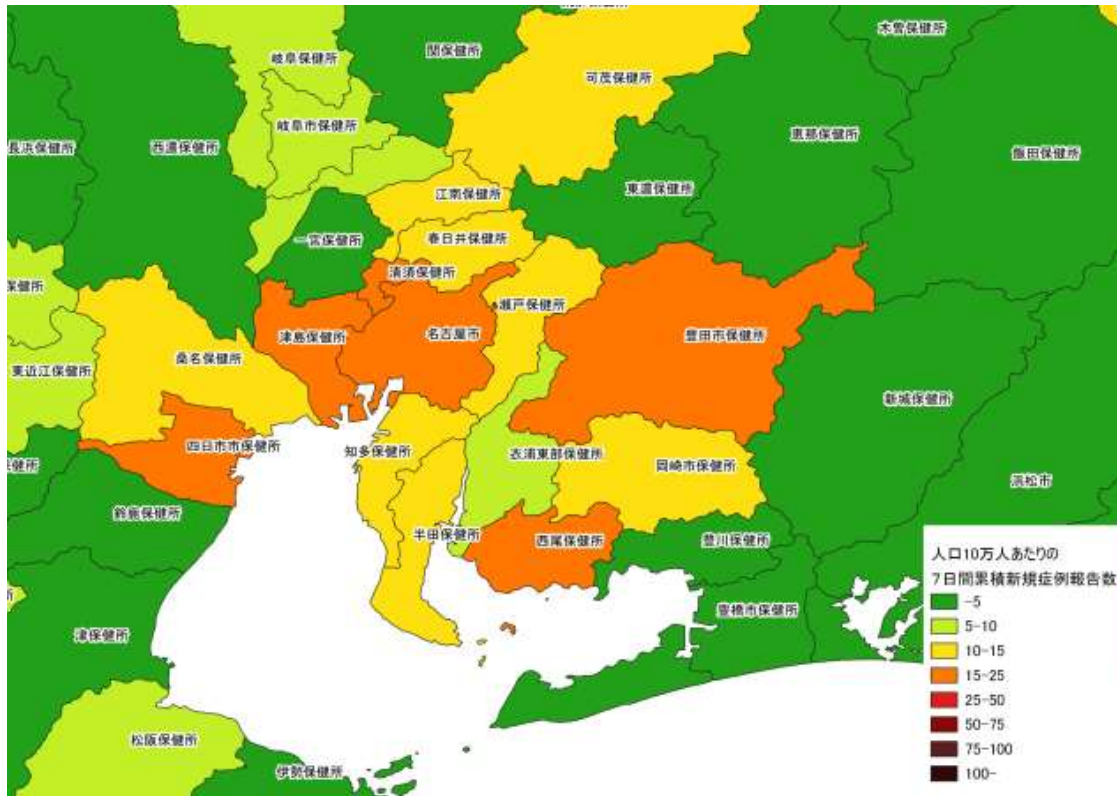 木曽保健所
関保健所
岐阜保健所
可茂保健所
岐阜市保健所
恵那保健所
長浜保健所
西濃保健所
飯田保健所
東濃保健所
江南保健所
一宮保健所
春日井保健所
清須保健所
保健所
瀬戸保健所
津島保健所
名古屋市
豊田市保健所
桑名保健所
東近江保健所
新城保健所
四日市市保健所
知多保健所
衣浦東部保健所
岡崎市保健所
保健所
浜松市
鈴鹿保健所
半田保健所
西尾保健所
豊川保健所
人口10万人あたりの
7日間累積新規症例報告数
-5
5-10
10-15
15-25
25-50
50-75
75-100
100-
所
豊橋市保健所
津保健所
松阪保健所
伊勢保健所